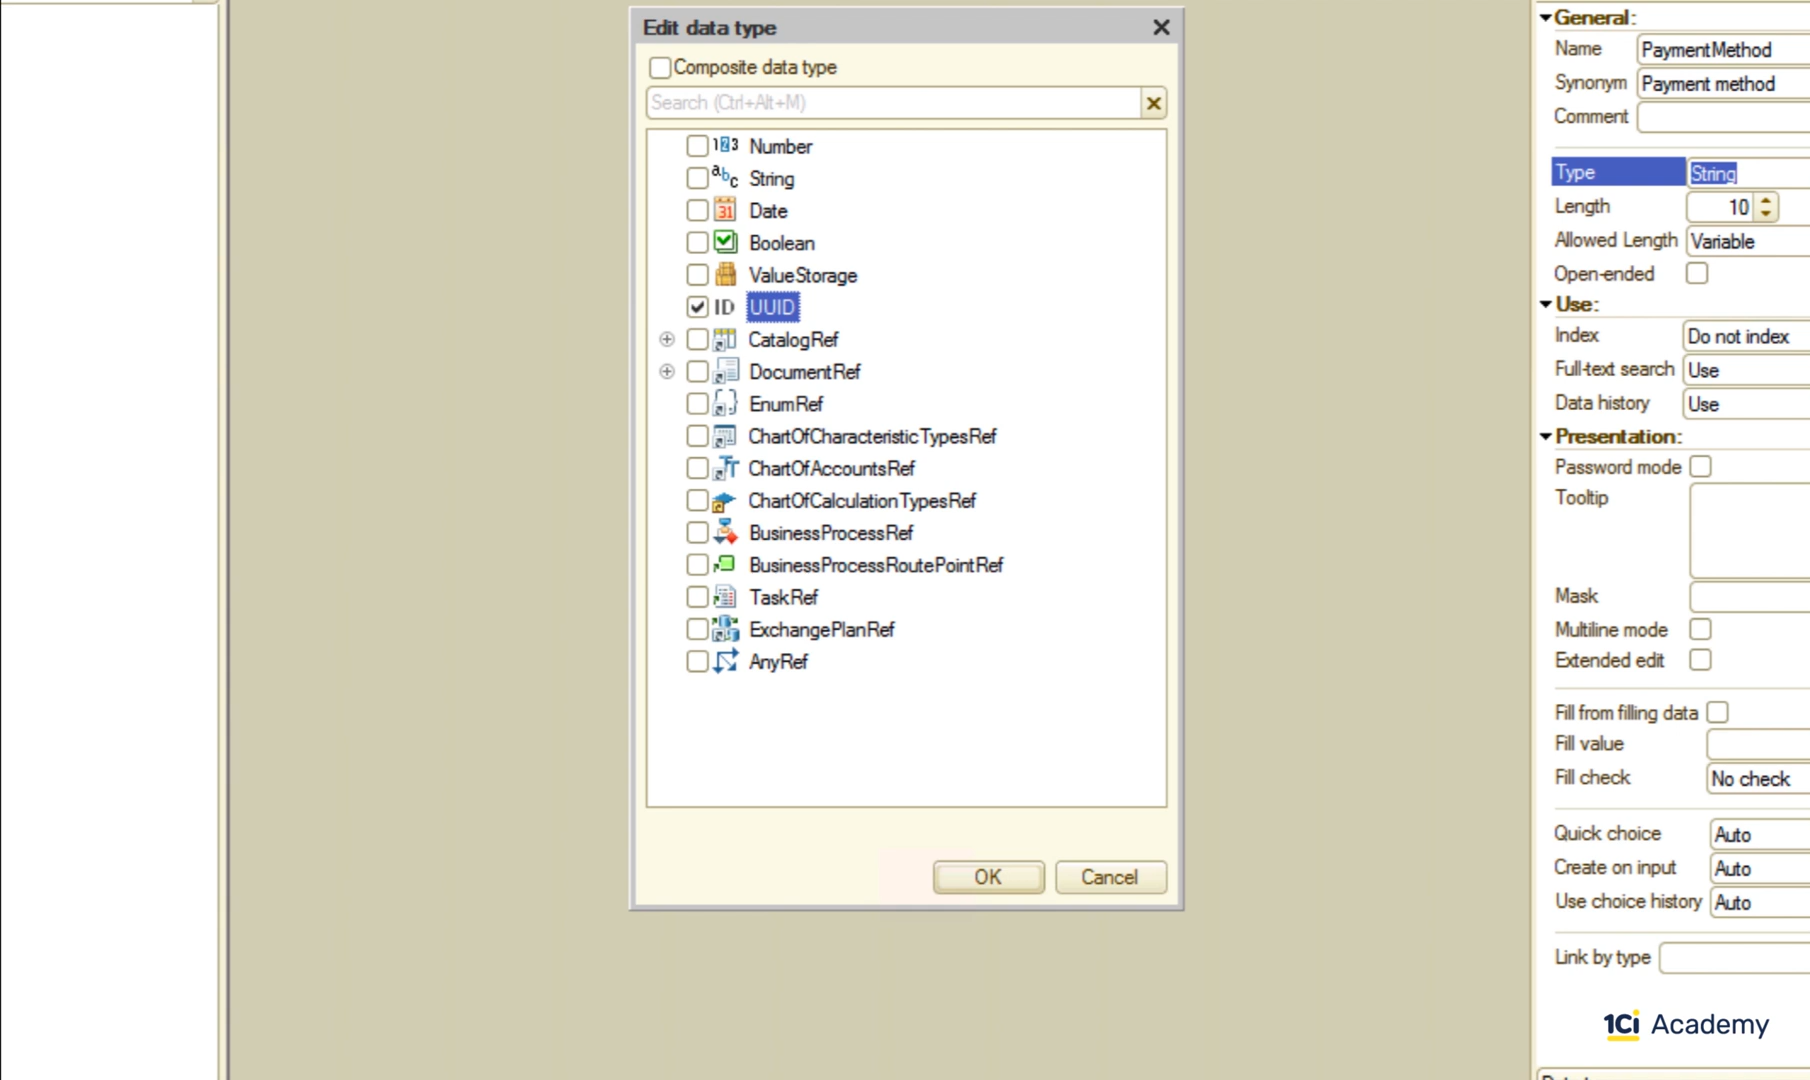 Edit data type
Composite data type
Search (Ctrl+Alt+M)
123 Number
abc String
31 Date
Boolean
ValueStorage
ID UUID
CatalogRef
DocumentRef
EnumRef
ChartOfCharacteristicTypesRef
ChartOfAccountsRef
ChartOfCalculationTypesRef
BusinessProcessRef
BusinessProcessRoutePointRef
TaskRef
ExchangePlanRef
AnyRef
OK Cancel
General:
Name PaymentMethod
Synonym Payment method
Comment
Type String
Length 10
Allowed Length Variable
Open-ended
Use:
Index Do not index
Full-text search Use
Data history Use
Presentation:
Password mode
Tooltip
Mask
Multiline mode
Extended edit
Fill from filling data
Fill value
Fill check No check
Quick choice Auto
Create on input Auto
Use choice history Auto
Link by type
1Ci Academy